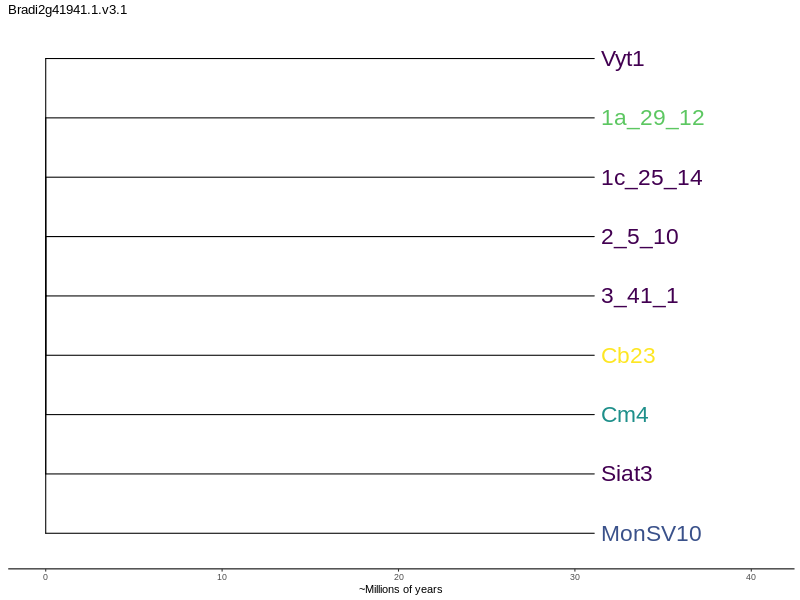 Bradi2g41941.1.v3.1
Vyt1
1a_29_12
1c_25_14
2_5_10
3_41_1
Cb23
Cm4
Siat3
MonSV10
0 10 20 30 40
~Millions of years